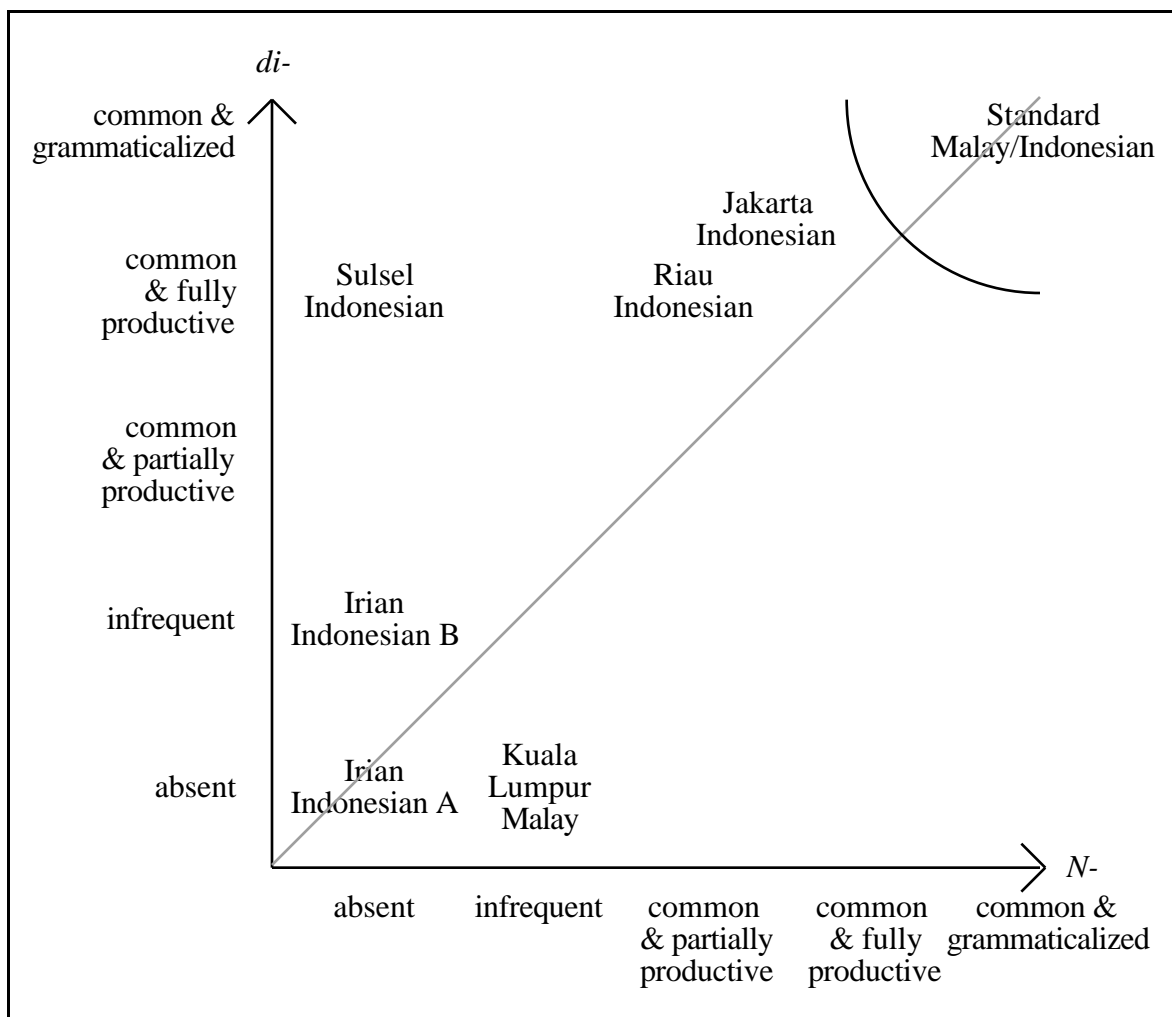 di-
common &
grammaticalized
Standard
Malay/Indonesian
Jakarta
Indonesian
common
& fully
productive
Sulsel
Indonesian
Riau
Indonesian
common
& partially
productive
infrequent
Irian
Indonesian B
absent
Irian
Indonesian A
Kuala
Lumpur
Malay
N-
absent
infrequent
common
& partially
productive
common
& fully
productive
common &
grammaticalized